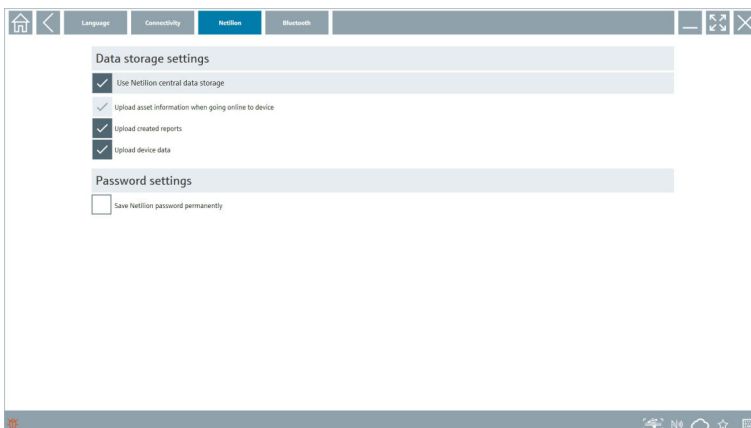 Language
Connectivity
Netilion
Bluetooth
Data storage settings
Use Netilion central data storage
Upload asset information when going online to device
Upload created reports
Upload device data
Password settings
Save Netilion password permanently